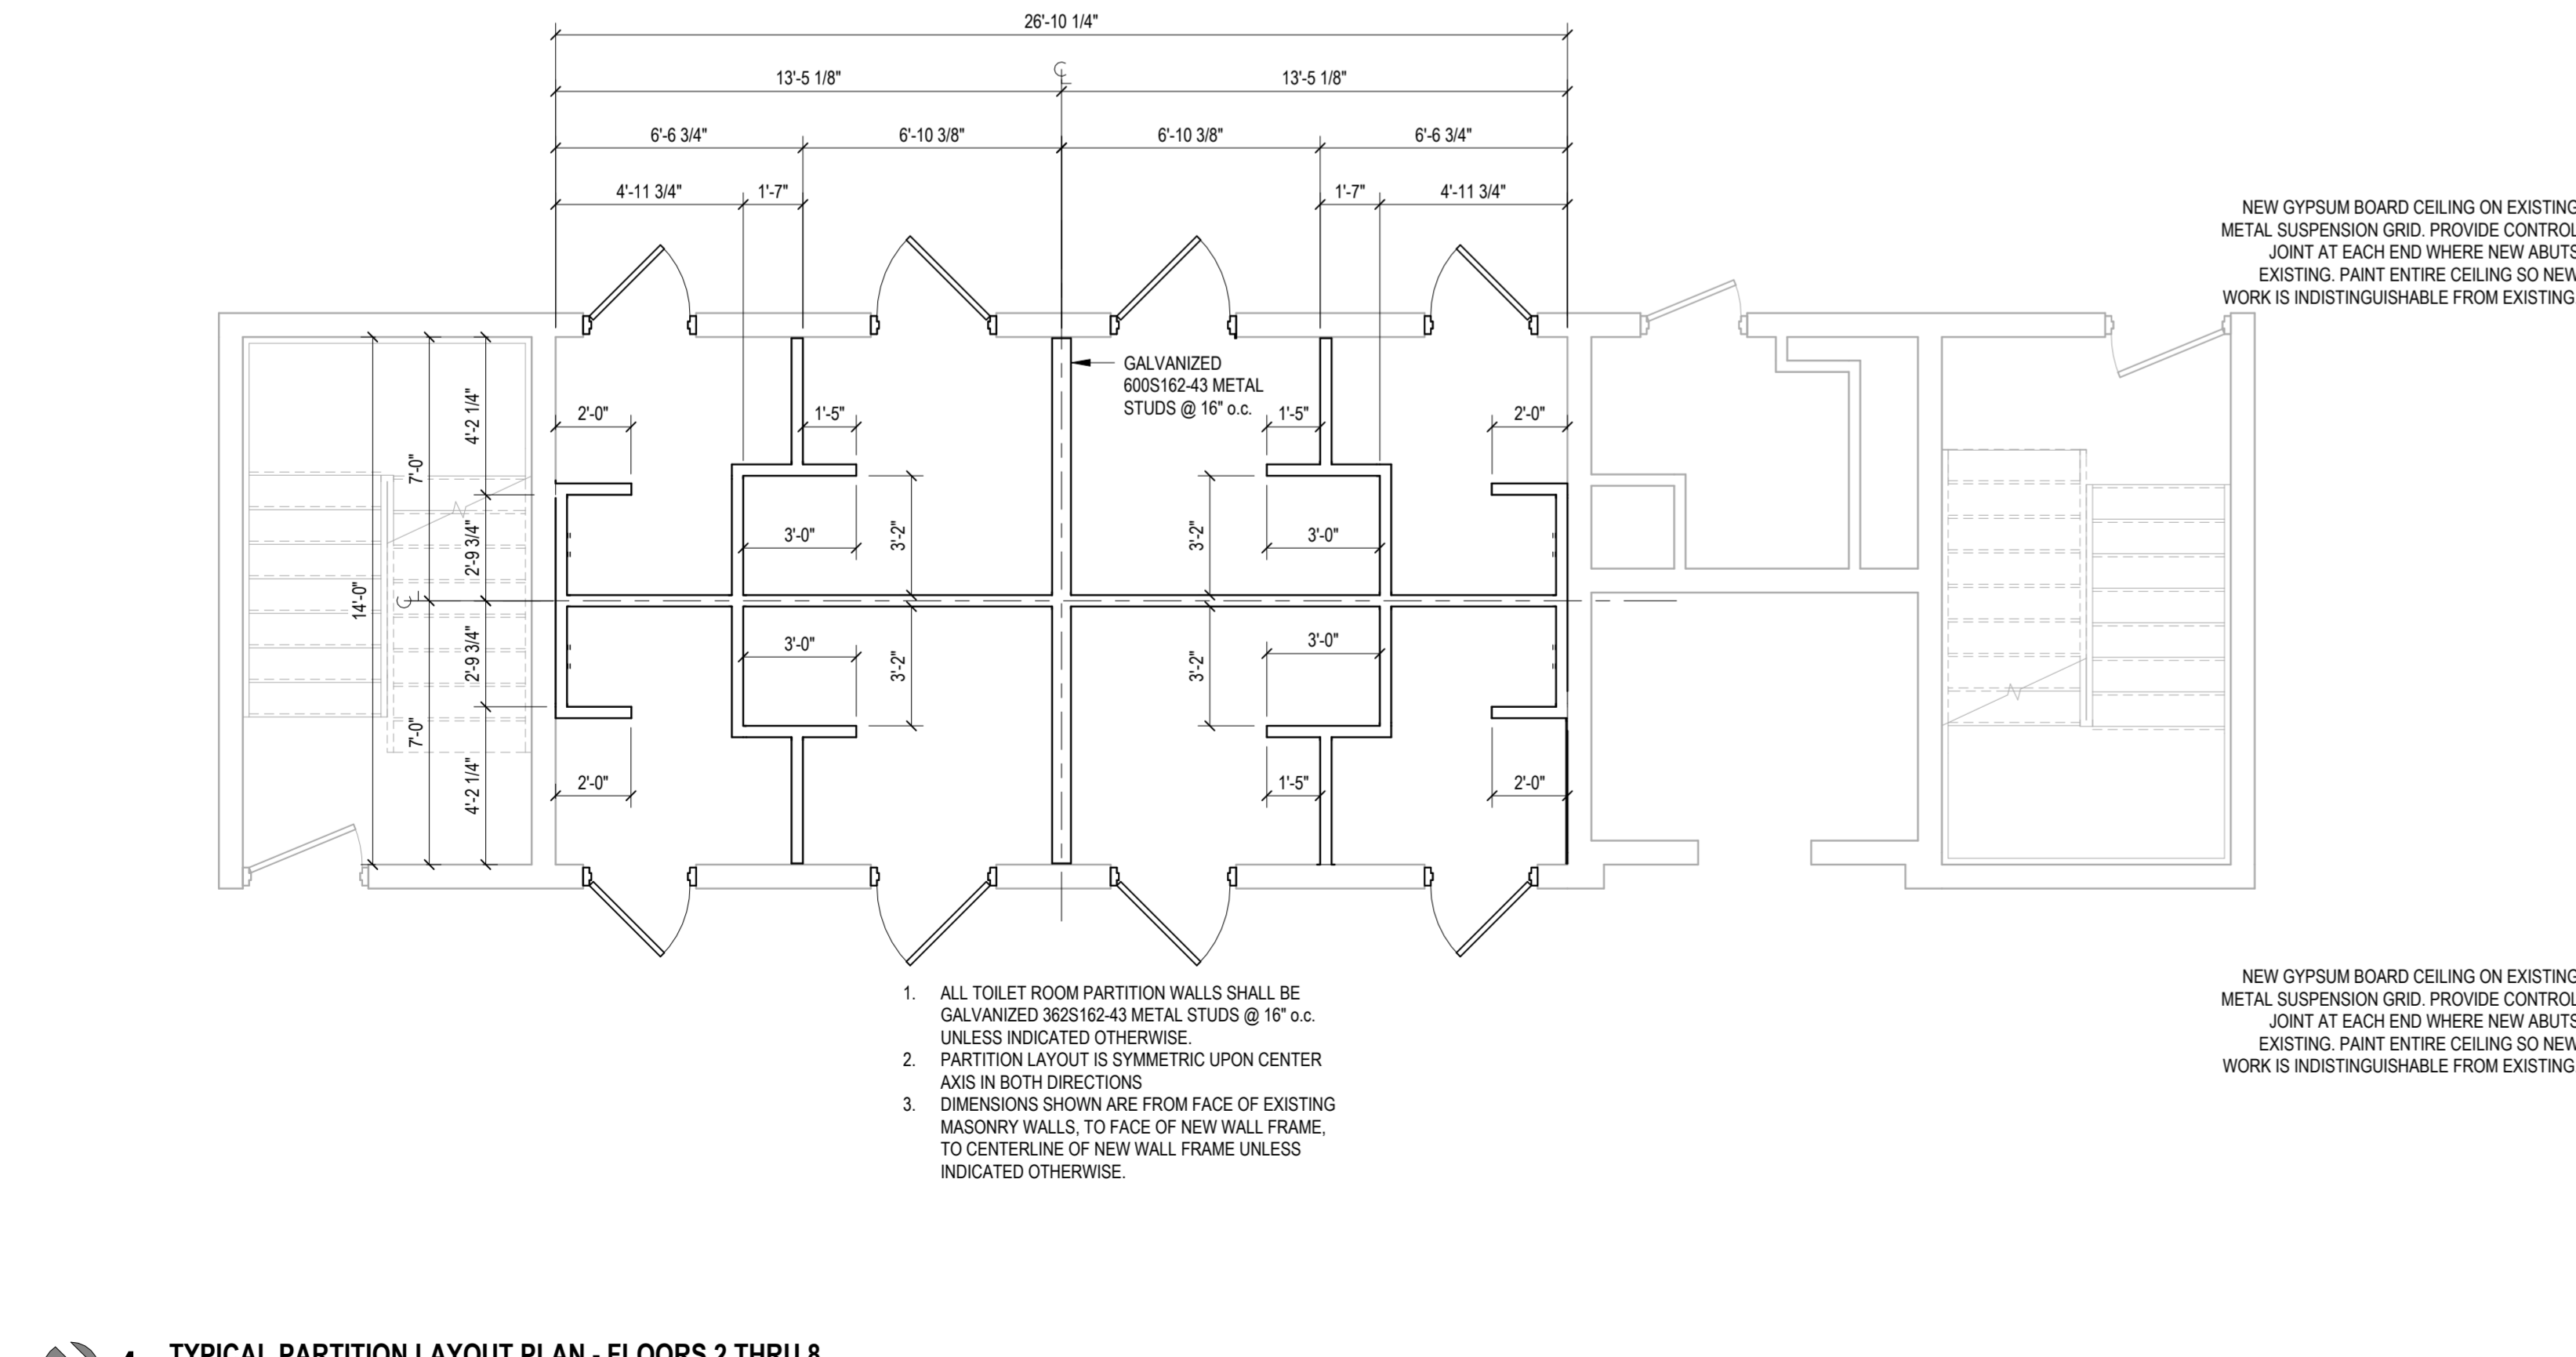 26'-10 1/4"
13'-5 1/8" 13'-5 1/8"
6'-6 3/4" 6'-10 3/8" 6'-10 3/8" 6'-6 3/4"
4'-11 3/4" 1'-7" 1'-7" 4'-11 3/4"
NEW GYPSUM BOARD CEILING ON EXISTING
METAL SUSPENSION GRID. PROVIDE CONTROL
JOINT AT EACH END WHERE NEW ABUTS
EXISTING. PAINT ENTIRE CEILING SO NEW
WORK IS INDISTINGUISHABLE FROM EXISTING
GALVANIZED
600S162-43 METAL
STUDS @ 16" o.c.
4'-2 1/4"
2'-0" 1'-5" 1'-5" 2'-0"
7'-0"
2'-9 3/4"
3'-0" 3'-2" 3'-2" 3'-0"
14'-0"
2'-9 3/4"
3'-0" 3'-2" 3'-2" 3'-0"
7'-0"
4'-2 1/4"
2'-0" 1'-5" 2'-0"
1. ALL TOILET ROOM PARTITION WALLS SHALL BE
GALVANIZED 362S162-43 METAL STUDS @ 16" o.c.
UNLESS INDICATED OTHERWISE.
2. PARTITION LAYOUT IS SYMMETRIC UPON CENTER
AXIS IN BOTH DIRECTIONS
3. DIMENSIONS SHOWN ARE FROM FACE OF EXISTING
MASONRY WALLS, TO FACE OF NEW WALL FRAME,
TO CENTERLINE OF NEW WALL FRAME UNLESS
INDICATED OTHERWISE.
NEW GYPSUM BOARD CEILING ON EXISTING
METAL SUSPENSION GRID. PROVIDE CONTROL
JOINT AT EACH END WHERE NEW ABUTS
EXISTING. PAINT ENTIRE CEILING SO NEW
WORK IS INDISTINGUISHABLE FROM EXISTING
TYPICAL PARTITION LAYOUT PLAN - FLOORS 2 THRU 8